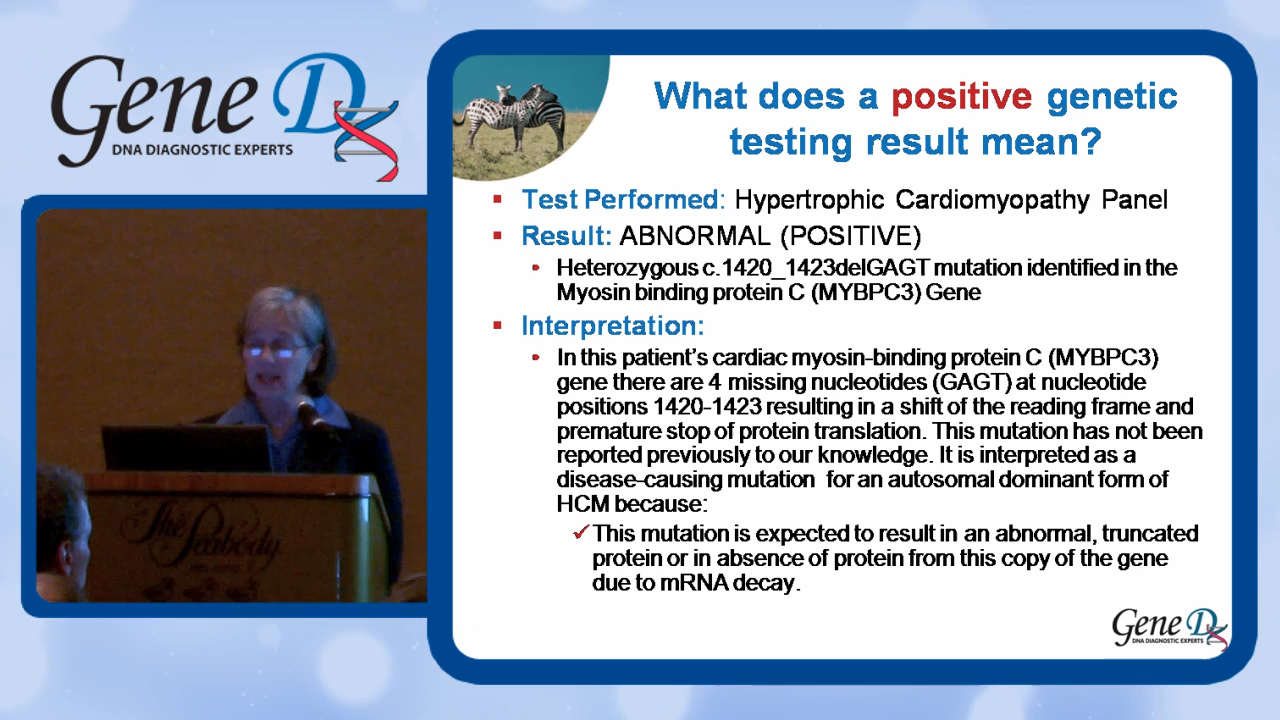 Gene Dx
DNA DIAGNOSTIC EXPERTS
The Peabody
What does a positive genetic
testing result mean?
▪ Test Performed: Hypertrophic Cardiomyopathy Panel
▪ Result: ABNORMAL (POSITIVE)
• Heterozygous c.1420_1423delGAGT mutation identified in the
Myosin binding protein C (MYBPC3) Gene
▪ Interpretation:
• In this patient's cardiac myosin-binding protein C (MYBPC3)
gene there are 4 missing nucleotides (GAGT) at nucleotide
positions 1420-1423 resulting in a shift of the reading frame and
premature stop of protein translation. This mutation has not been
reported previously to our knowledge. It is interpreted as a
disease-causing mutation for an autosomal dominant form of
HCM because:
✓This mutation is expected to result in an abnormal, truncated
protein or in absence of protein from this copy of the gene
due to mRNA decay.
Gene Dx
DNA DIAGNOSTIC EXPERTS